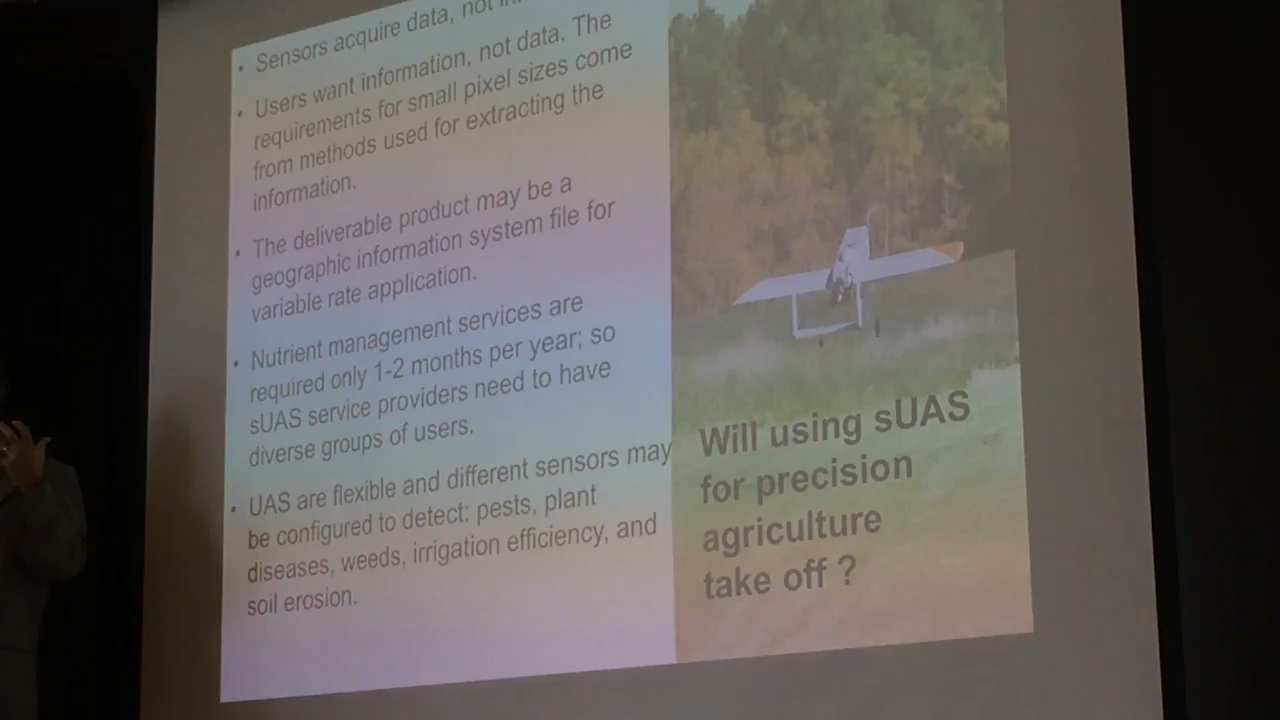 • Sensors acquire data, not
• Users want information, not data. The
requirements for small pixel sizes come
from methods used for extracting the
information.
• The deliverable product may be a
geographic information system file for
variable rate application.
• Nutrient management services are
required only 1-2 months per year; so
sUAS service providers need to have
diverse groups of users.
• UAS are flexible and different sensors may
be configured to detect: pests, plant
diseases, weeds, irrigation efficiency, and
soil erosion.
Will using sUAS
for precision
agriculture
take off ?